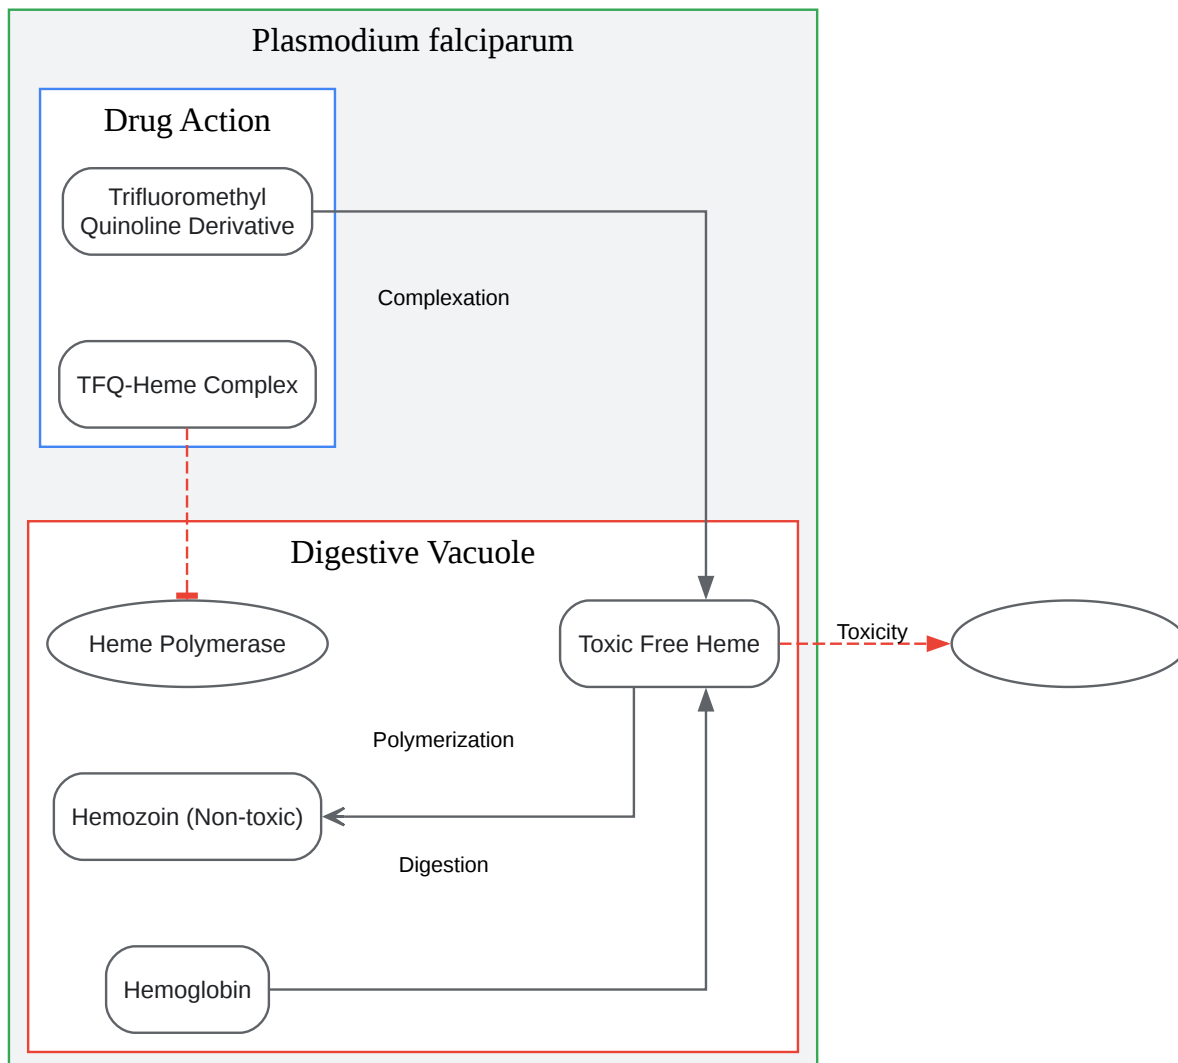 Plasmodium falciparum
Drug Action
Trifluoromethyl
Quinoline Derivative
Complexation
TFQ-Heme Complex
Digestive Vacuole
Heme Polymerase
Toxic Free Heme
Toxicity
Polymerization
Hemozoin (Non-toxic)
Digestion
Hemoglobin